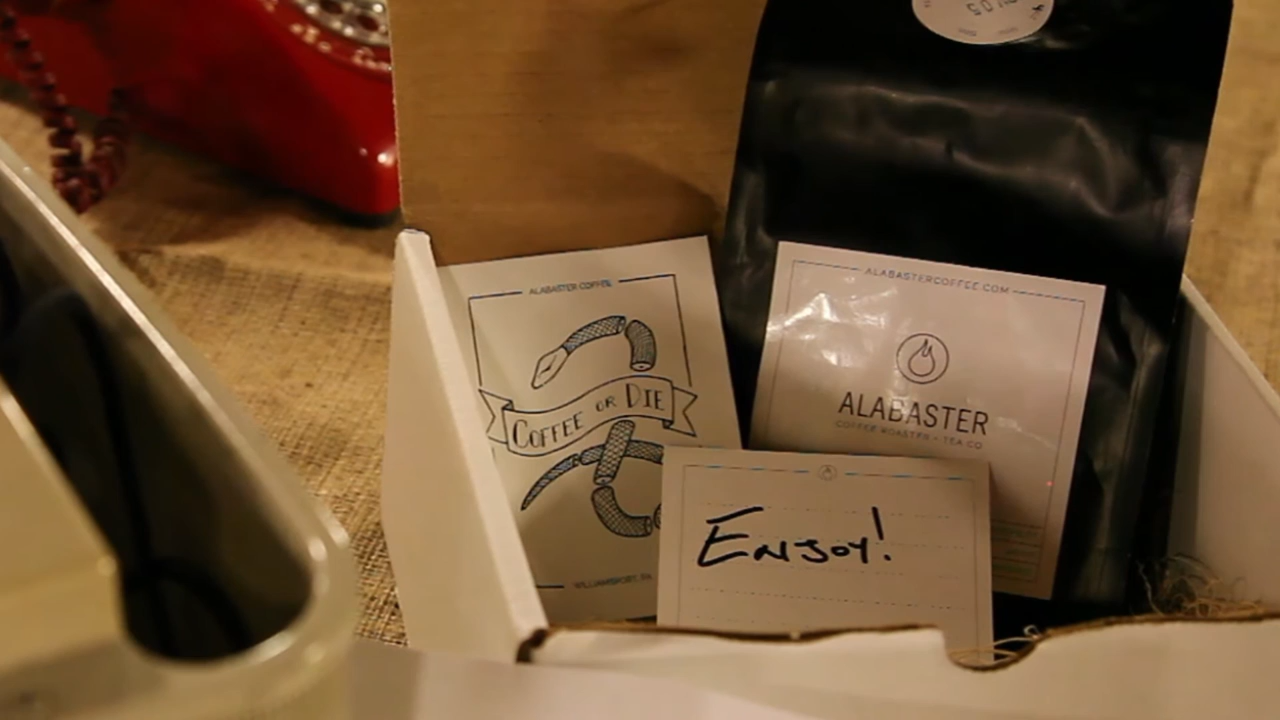 ALABASTER COFFEE
COFFEE OR DIE
WILLIAMSPORT, PA
ALABASTERCOFFEE.COM
ALABASTER
COFFEE ROASTER + TEA CO
ENJOY!